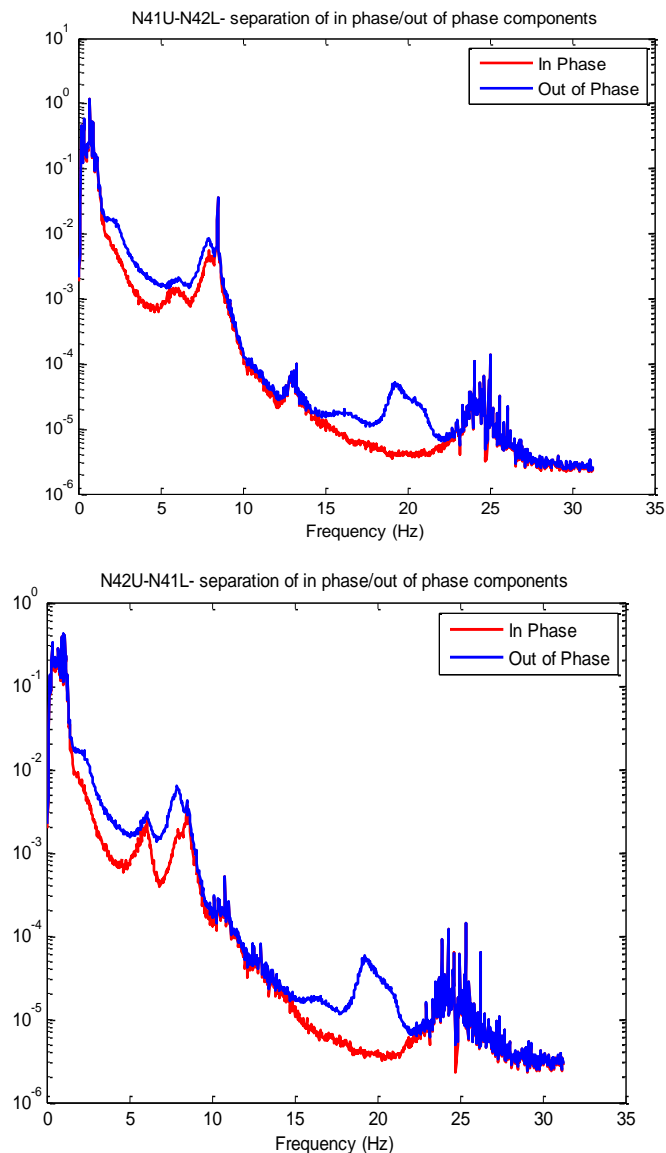 N41U-N42L- separation of in phase/out of phase components
10^1
In Phase
Out of Phase
10^0
10^-1
10^-2
10^-3
10^-4
10^-5
10^-6
0 5 10 15 20 25 30 35
Frequency (Hz)
N42U-N41L- separation of in phase/out of phase components
10^0
In Phase
Out of Phase
10^-1
10^-2
10^-3
10^-4
10^-5
10^-6
0 5 10 15 20 25 30 35
Frequency (Hz)